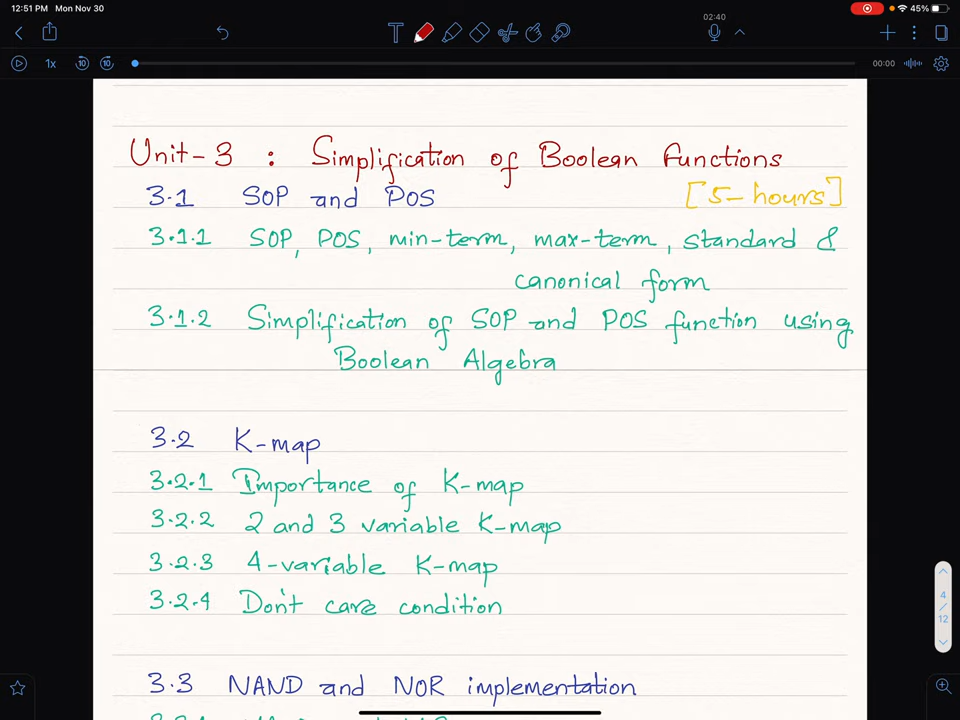 12:51 PM Mon Nov 30
45%
02:40
1x
10
10
00:00
Unit-3 : Simplification of Boolean Functions
3.1 SOP and POS [5-hours]
3.1.1 SOP, POS, min-term, max-term, standard &
canonical form
3.1.2 Simplification of SOP and POS function using
Boolean Algebra
3.2 K-map
3.2.1 Importance of K-map
3.2.2 2 and 3 variable K-map
3.2.3 4-variable K-map
3.2.4 Don't care condition
4
/
12
3.3 NAND and NOR implementation